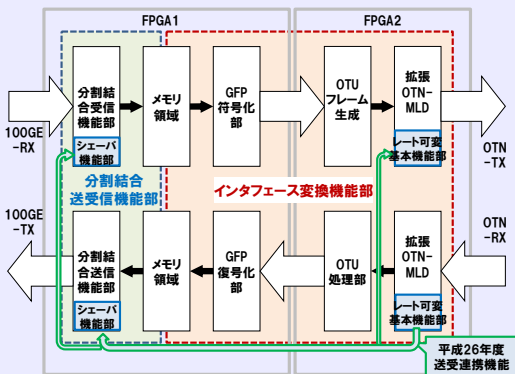 FPGA1
FPGA2
100GE
-RX
分割結合
受信
機能部
シェーバ
機能部
メモリ
領域
GFP
符号化
部
OTU
フレーム
生成
拡張
OTN-
MLD
レート可変
基本機能部
OTN
-TX
分割結合
送受信機能部
インタフェース変換機能部
100GE
-TX
分割結
合送信
機能部
シェーバ
機能部
メモリ
領域
GFP
復号化
部
OTU
処理部
拡張
OTN-
MLD
レート可変
基本機能部
OTN
-RX
平成26年度
送受連携機能